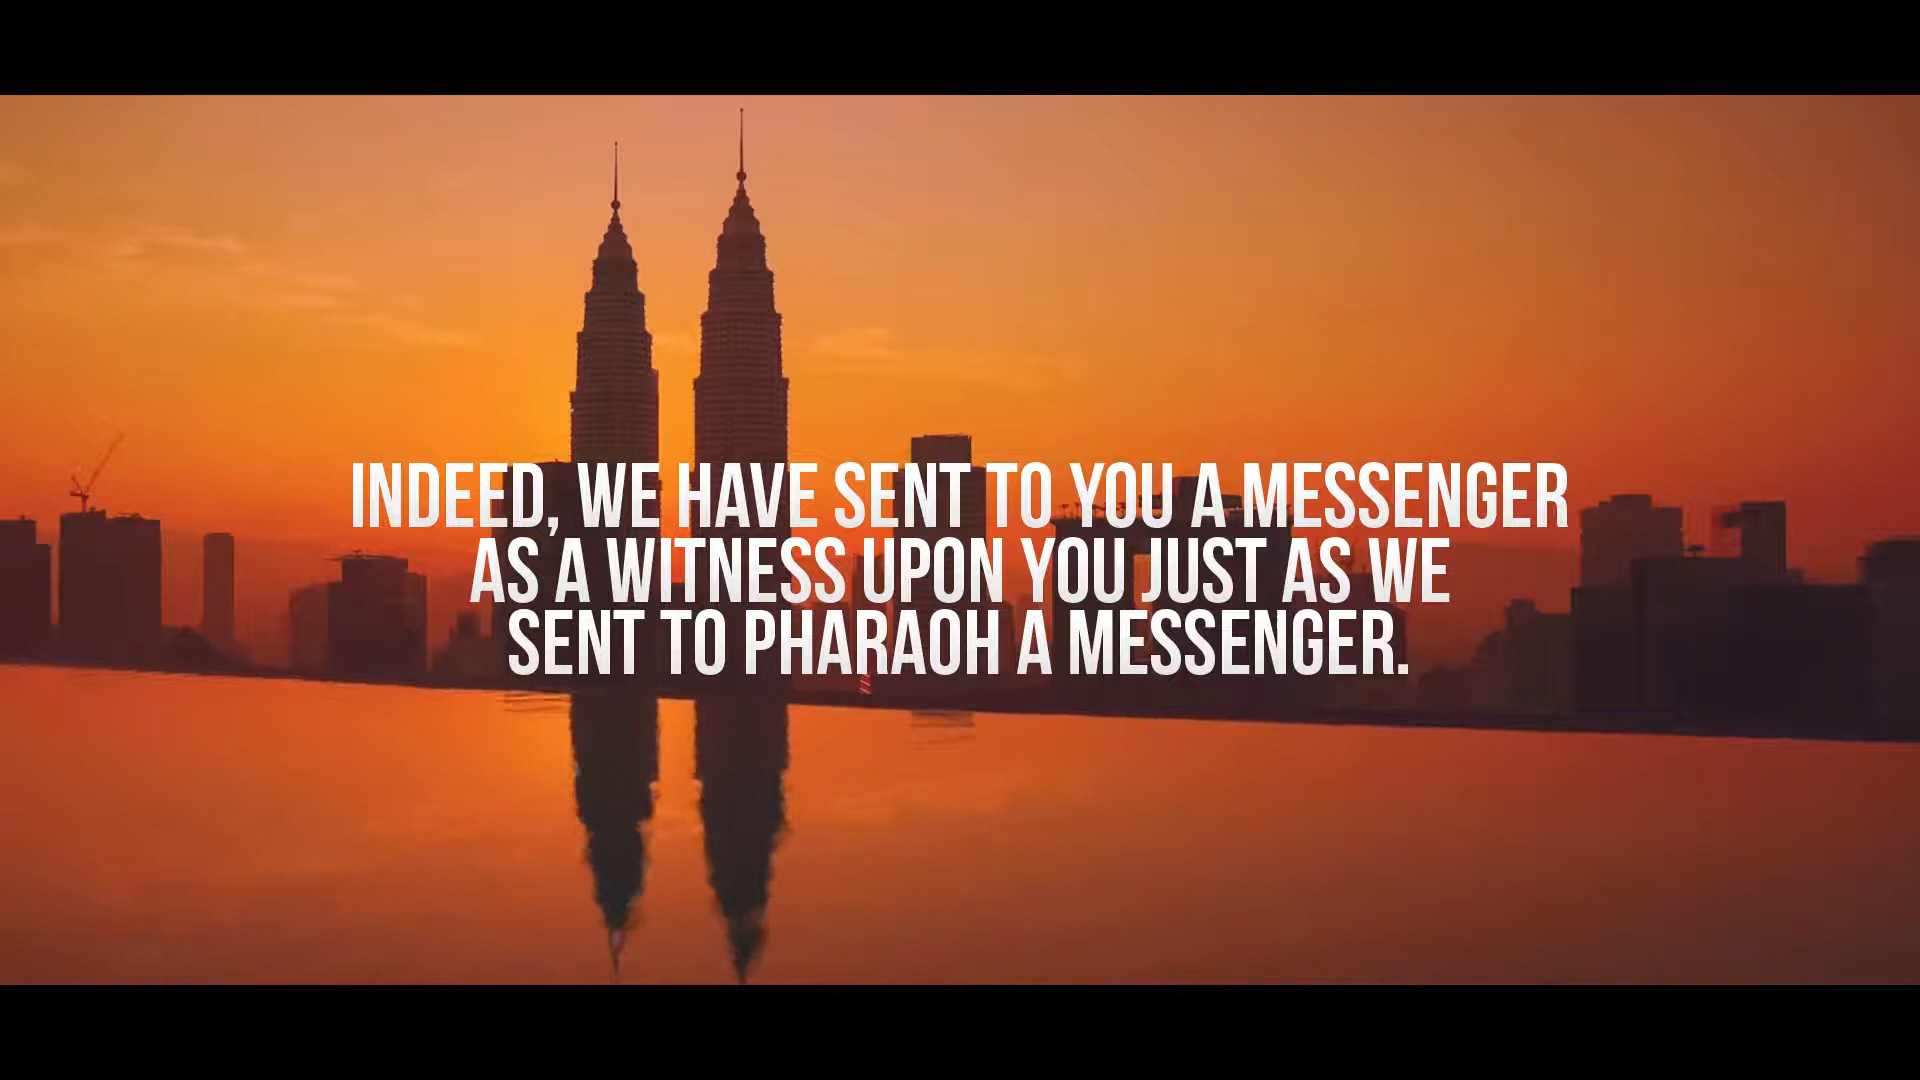 INDEED, WE HAVE SENT TO YOU A MESSENGER
AS A WITNESS UPON YOU JUST AS WE
SENT TO PHARAOH A MESSENGER.